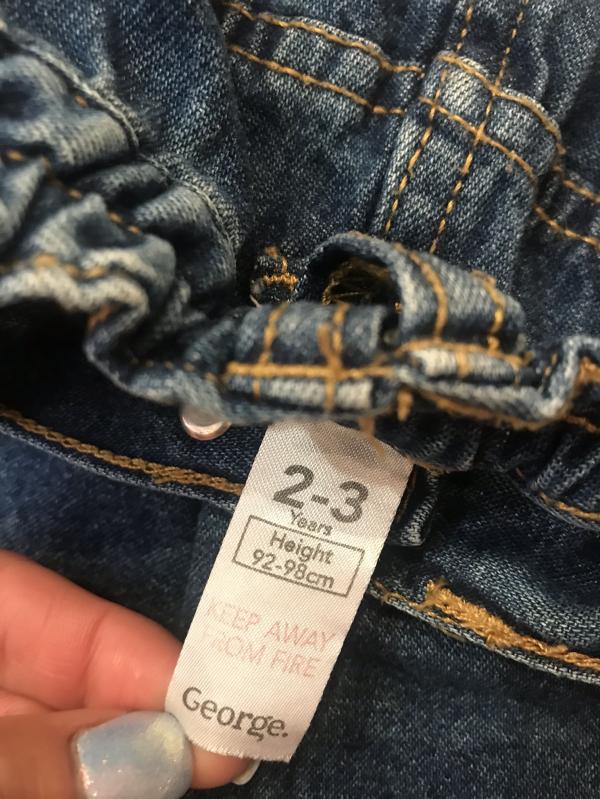 2-3
Years
Height
92-98cm
KEEP AWAY
FROM FIRE
George.